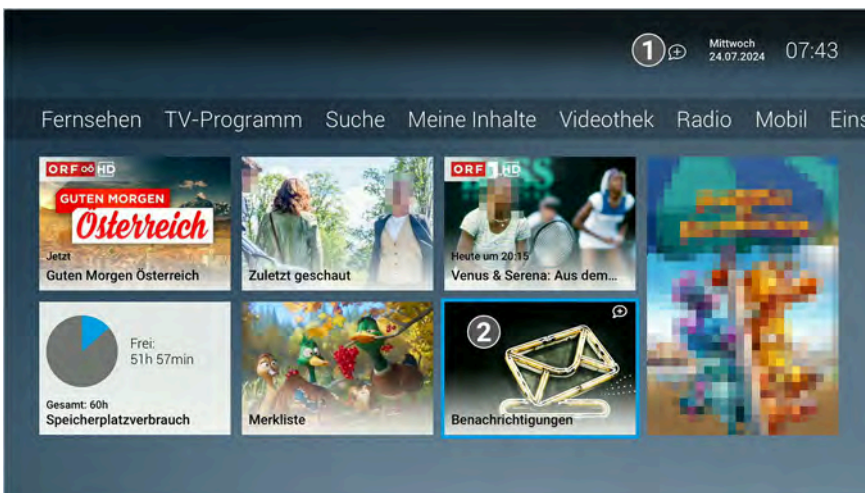 1
Mittwoch
24.07.2024
07:43
Fernsehen TV-Programm Suche Meine Inhalte Videothek Radio Mobil Eins
ORF oö HD
GUTEN MORGEN
Österreich
Jetzt
Guten Morgen Österreich
Zuletzt geschaut
ORF 1 HD
Heute um 20:15
Venus & Serena: Aus dem...
Frei:
51h 57min
Gesamt: 60h
Speicherplatzverbrauch
Merkliste
2
Benachrichtigungen